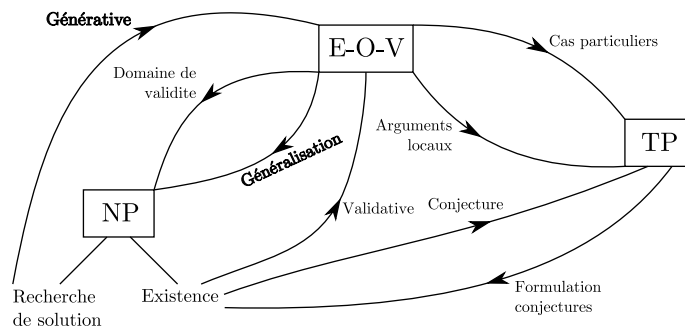 Générative
E-O-V
Cas particuliers
Domaine de
validite
Arguments
locaux
TP
Généralisation
NP
Validative
Conjecture
Recherche
de solution
Existence
Formulation
conjectures